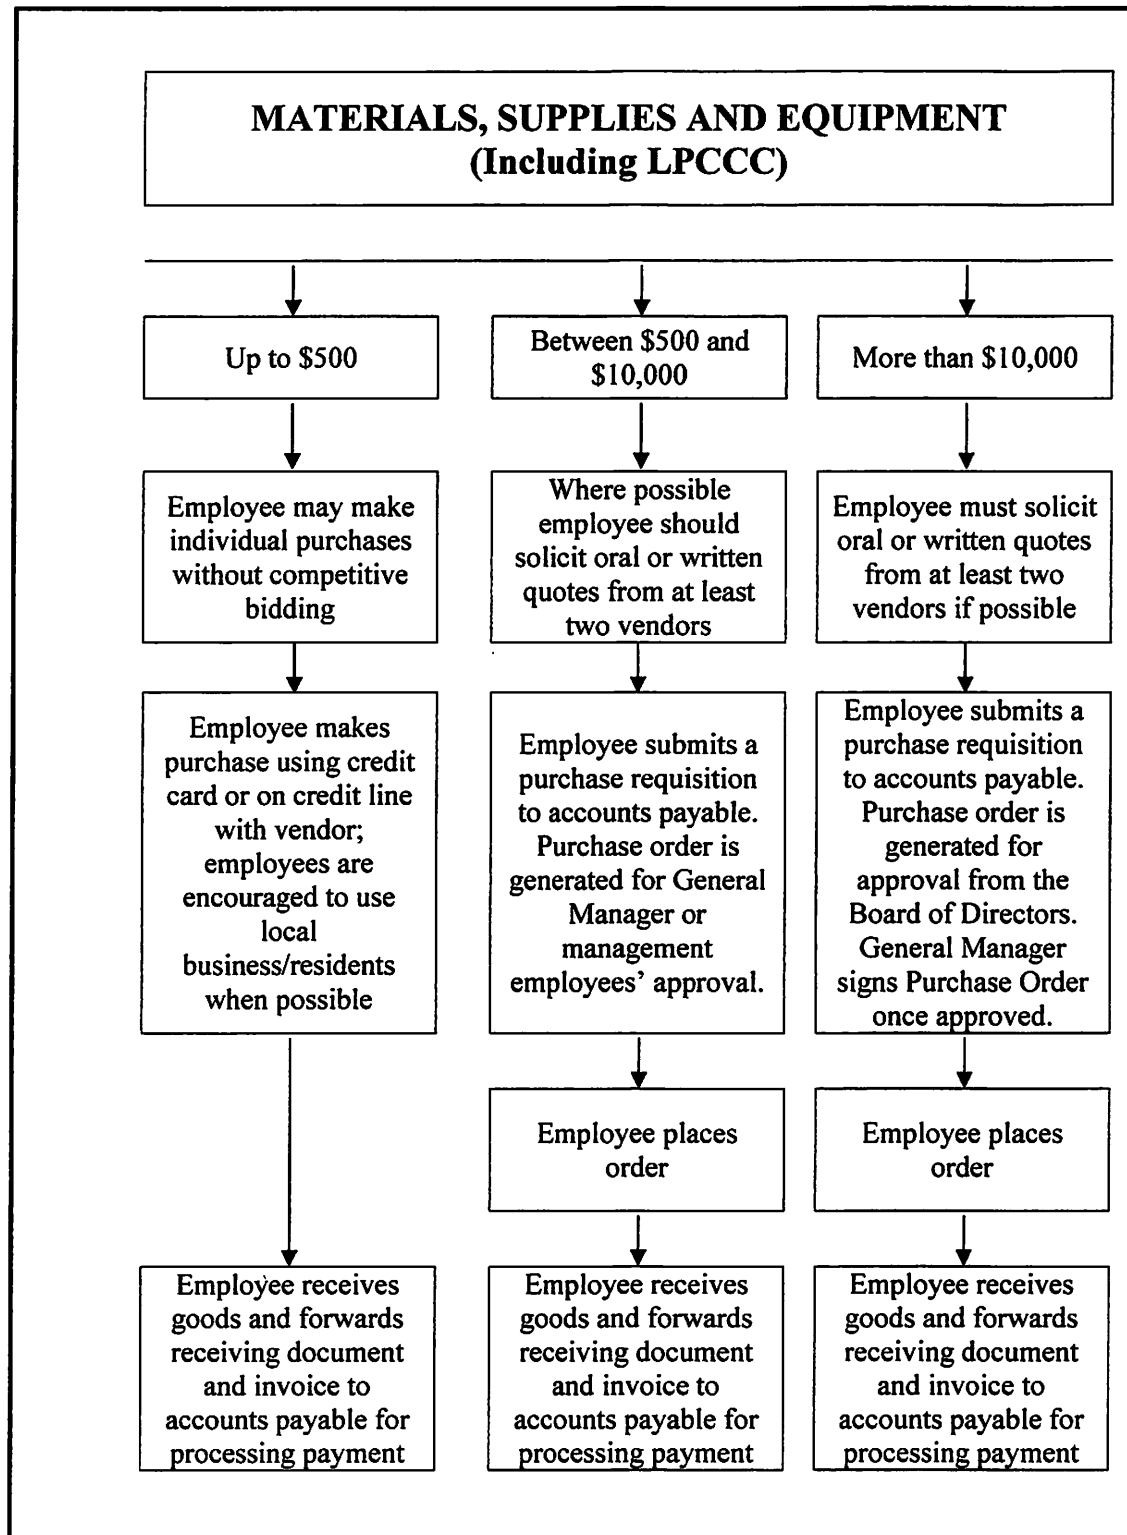 MATERIALS, SUPPLIES AND EQUIPMENT
(Including LPCCC)
Up to $500
Between $500 and
$10,000
More than $10,000
Employee may make
individual purchases
without competitive
bidding
Where possible
employee should
solicit oral or written
quotes from at least
two vendors
Employee must solicit
oral or written quotes
from at least two
vendors if possible
Employee makes
purchase using credit
card or on credit line
with vendor;
employees are
encouraged to use
local
business/residents
when possible
Employee submits a
purchase requisition
to accounts payable.
Purchase order is
generated for General
Manager or
management
employees’ approval.
Employee submits a
purchase requisition
to accounts payable.
Purchase order is
generated for
approval from the
Board of Directors.
General Manager
signs Purchase Order
once approved.
Employee places
order
Employee places
order
Employee receives
goods and forwards
receiving document
and invoice to
accounts payable for
processing payment
Employee receives
goods and forwards
receiving document
and invoice to
accounts payable for
processing payment
Employee receives
goods and forwards
receiving document
and invoice to
accounts payable for
processing payment